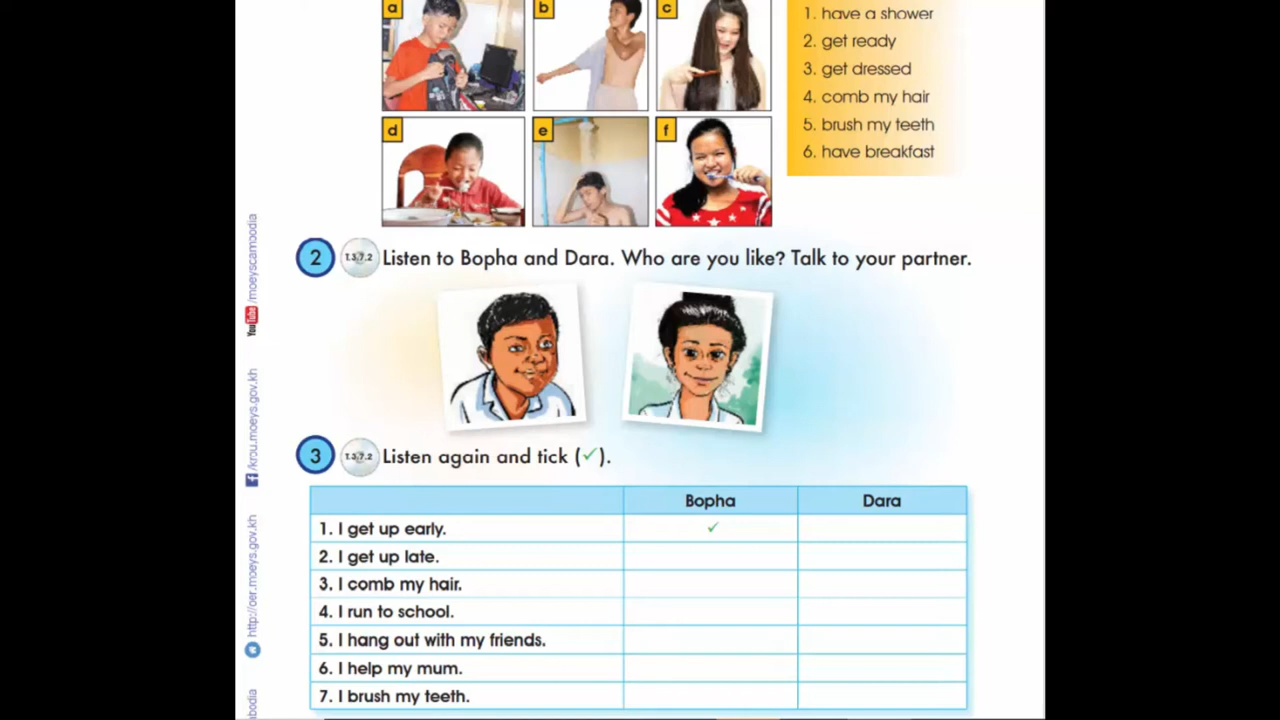 a
b
c
1. have a shower
2. get ready
3. get dressed
4. comb my hair
5. brush my teeth
6. have breakfast
d
e
f
2 1.3.7.2 Listen to Bopha and Dara. Who are you like? Talk to your partner.
3 1.3.7.2 Listen again and tick (✓).
Bopha Dara
1. I get up early. ✓
2. I get up late.
3. I comb my hair.
4. I run to school.
5. I hang out with my friends.
6. I help my mum.
7. I brush my teeth.
YouTube /moeyscambodia
f /krou.moeys.gov.kh
http://oer.moeys.gov.kh